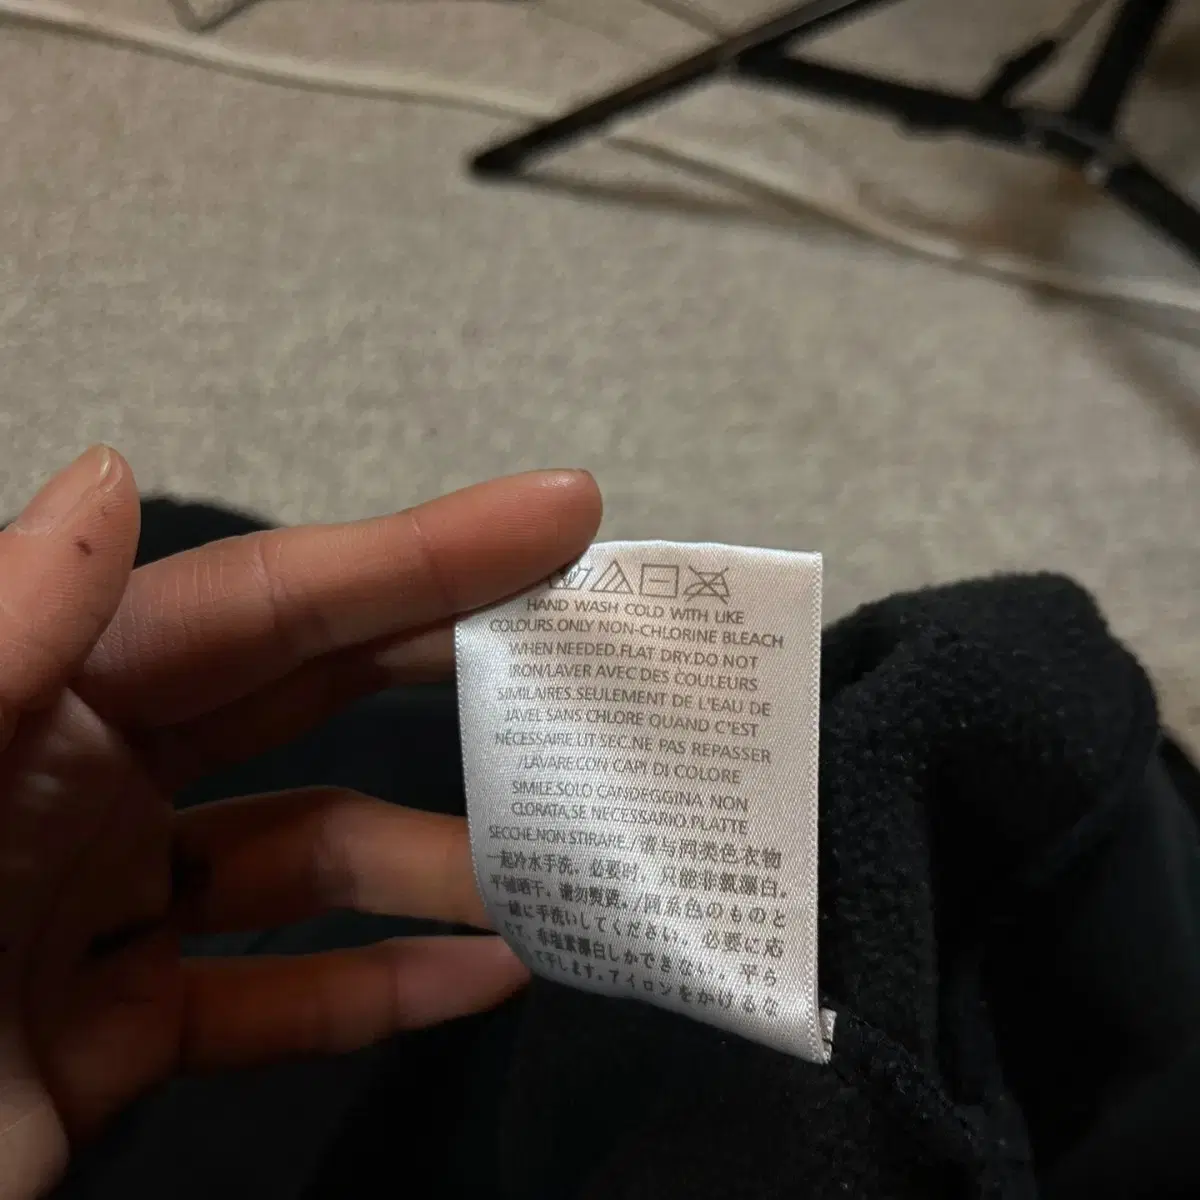 HAND WASH COLD WITH LIKE
COLOURS.ONLY NON-CHLORINE BLEACH
WHEN NEEDED.FLAT DRY.DO NOT
IRON/LAVER AVEC DES COULEURS
SIMILAIRES.SEULEMENT DE L'EAU DE
JAVEL SANS CHLORE QUAND C'EST
NÉCESSAIRE.LIT SEC.NE PAS REPASSER
/LAVARE CON CAPI DI COLORE
SIMILE.SOLO CANDEGGINA NON
CLORATA,SE NECESSARIO.PLATTE
SECCHE.NON STIRARE/请与同类色衣物
一起冷水手洗。必要时，只能非氯漂白。
平铺晒干。请勿熨烫。/同系色のものと
一緒に手洗いしてください。必要に応
じて、非塩素漂白しかできない。平ら
して干します。アイロンをかけるな